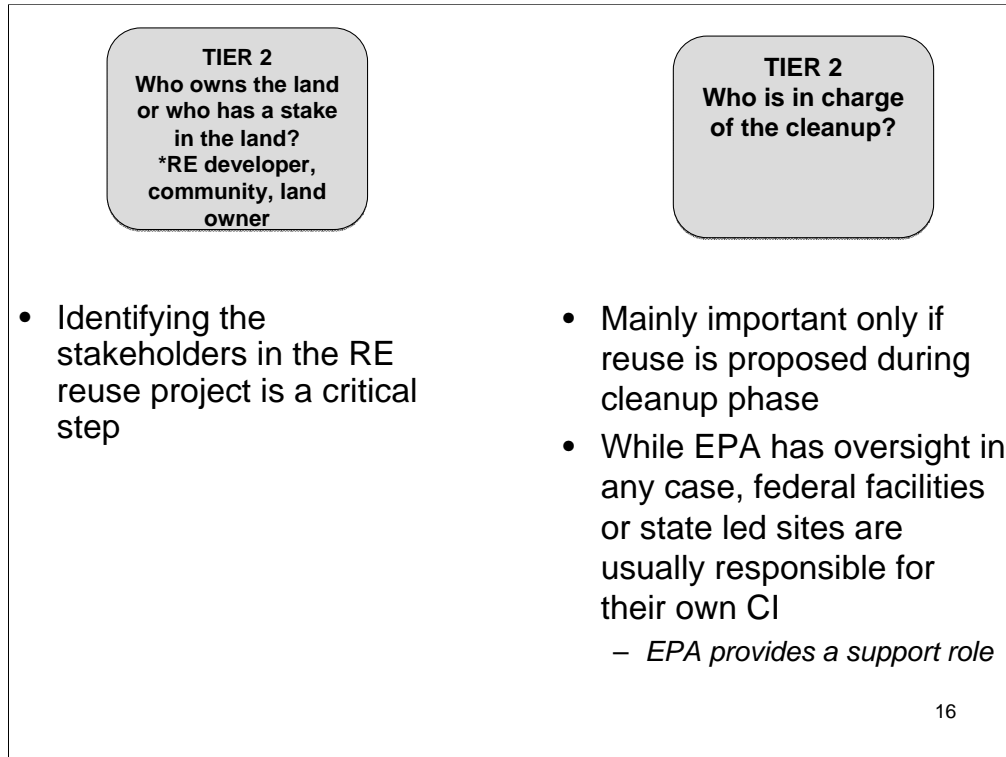 TIER 2
Who owns the land
or who has a stake
in the land?
*RE developer,
community, land
owner
TIER 2
Who is in charge
of the cleanup?
• Identifying the
stakeholders in the RE
reuse project is a critical
step
• Mainly important only if
reuse is proposed during
cleanup phase
• While EPA has oversight in
any case, federal facilities
or state led sites are
usually responsible for
their own CI
– EPA provides a support role
16